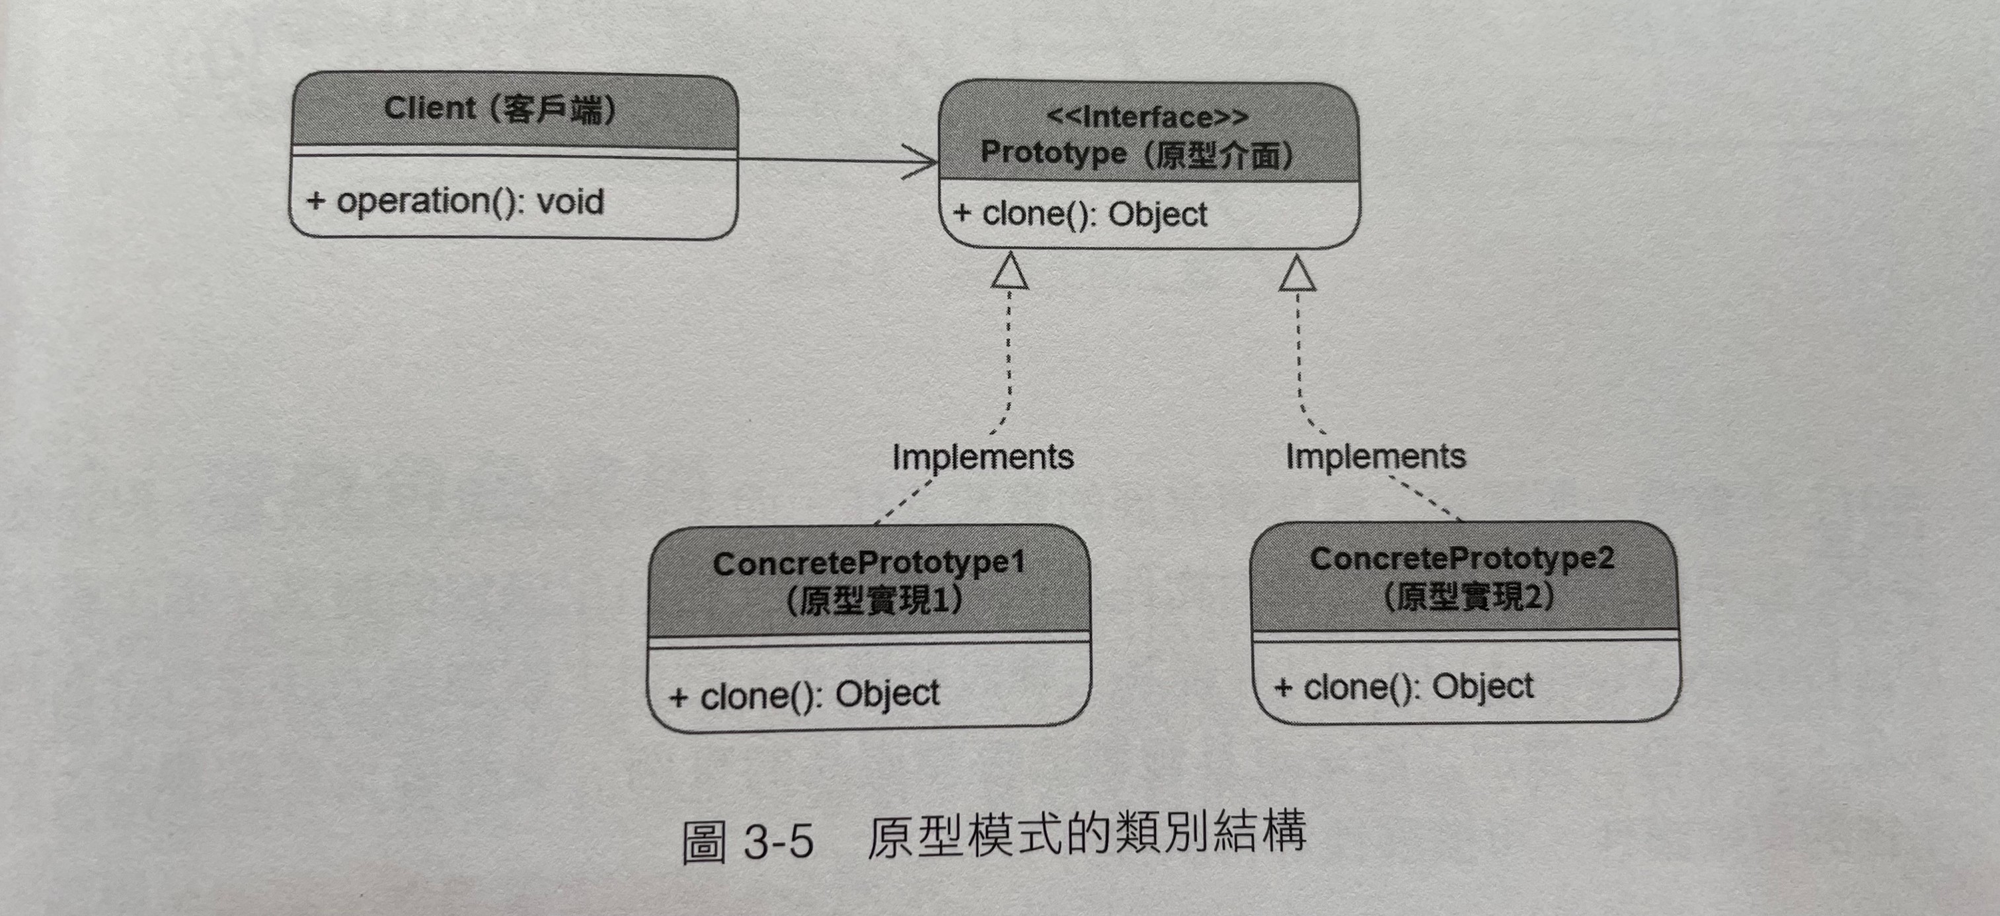 Client（客戶端）
+ operation(): void
<<Interface>>
Prototype（原型介面）
+ clone(): Object
Implements
Implements
ConcretePrototype1
（原型實現1）
+ clone(): Object
ConcretePrototype2
（原型實現2）
+ clone(): Object
圖 3-5　原型模式的類別結構